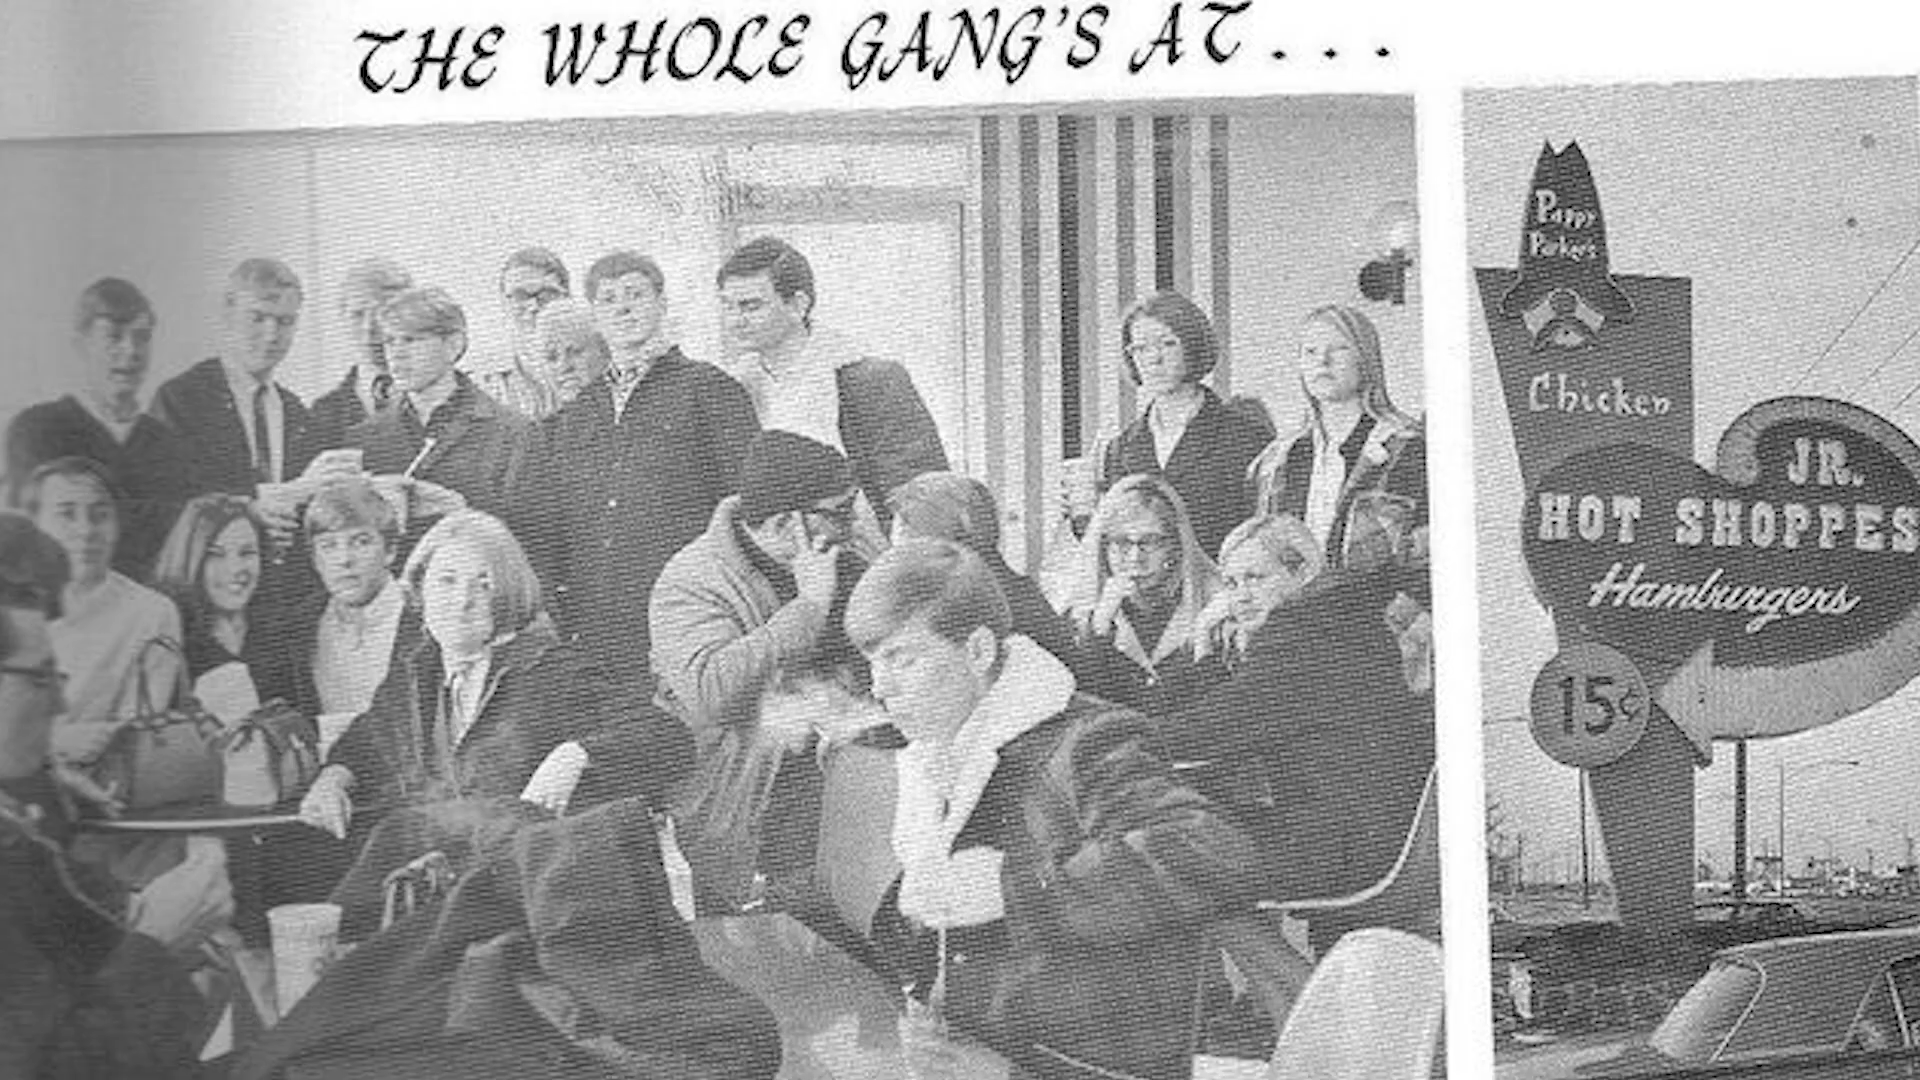 THE WHOLE GANG'S AT...
Pappy
Parker's
Chicken
JR.
HOT SHOPPES
Hamburgers
15¢